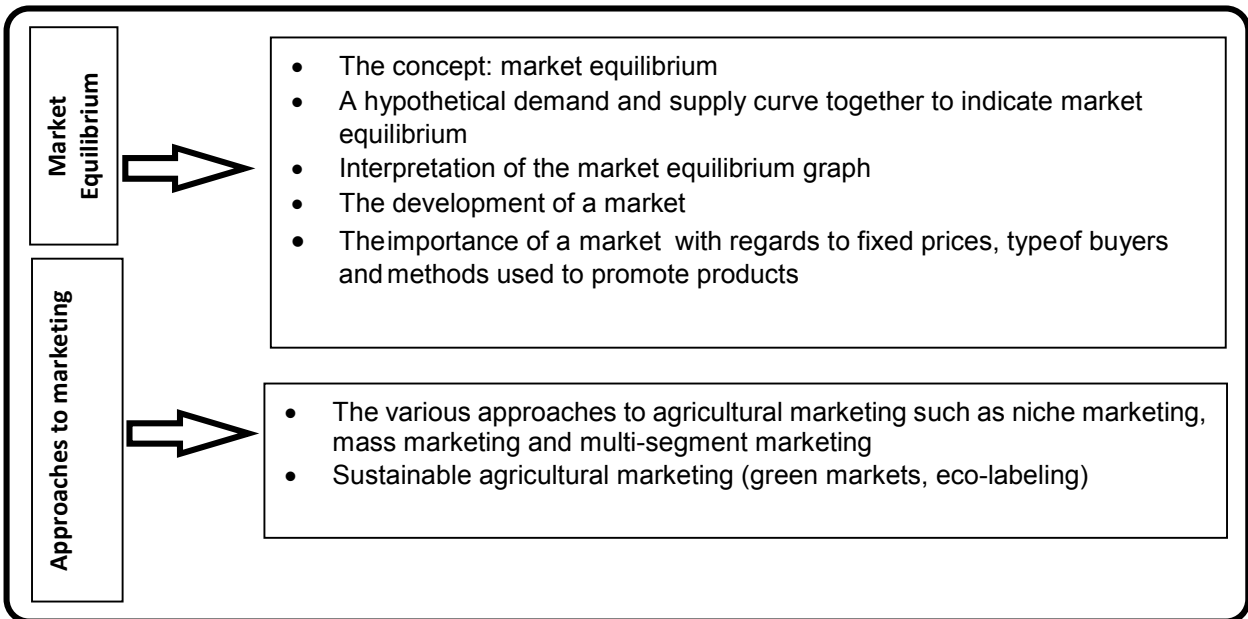 Market
Equilibrium
• The concept: market equilibrium
• A hypothetical demand and supply curve together to indicate market
equilibrium
• Interpretation of the market equilibrium graph
• The development of a market
• Theimportance of a market with regards to fixed prices, typeof buyers
and methods used to promote products
Approaches to marketing
• The various approaches to agricultural marketing such as niche marketing,
mass marketing and multi-segment marketing
• Sustainable agricultural marketing (green markets, eco-labeling)